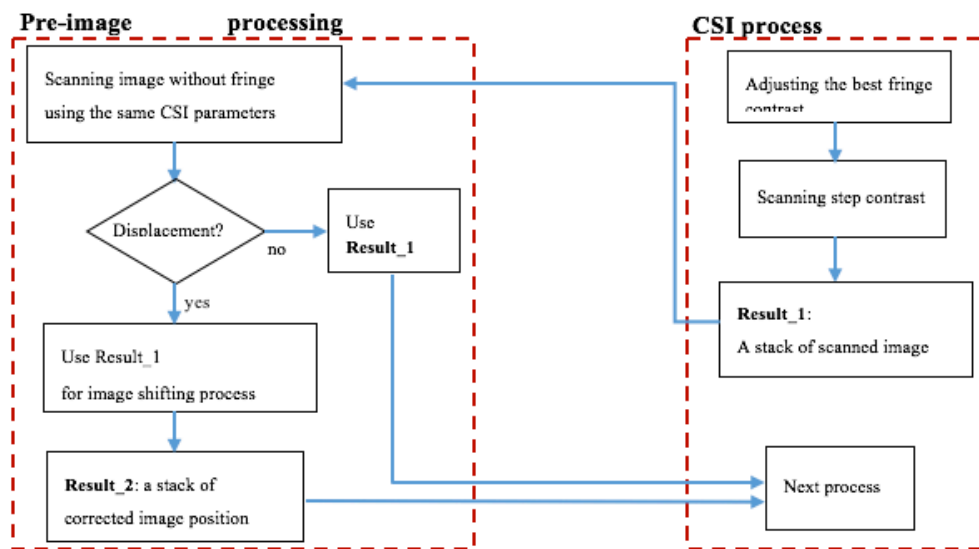 Pre-image processing
Scanning image without fringe
using the same CSI parameters
Displacement?
no
Use
Result_1
yes
Use Result_1
for image shifting process
Result_2: a stack of
corrected image position
CSI process
Adjusting the best fringe
contrast
Scanning step contrast
Result_1:
A stack of scanned image
Next process